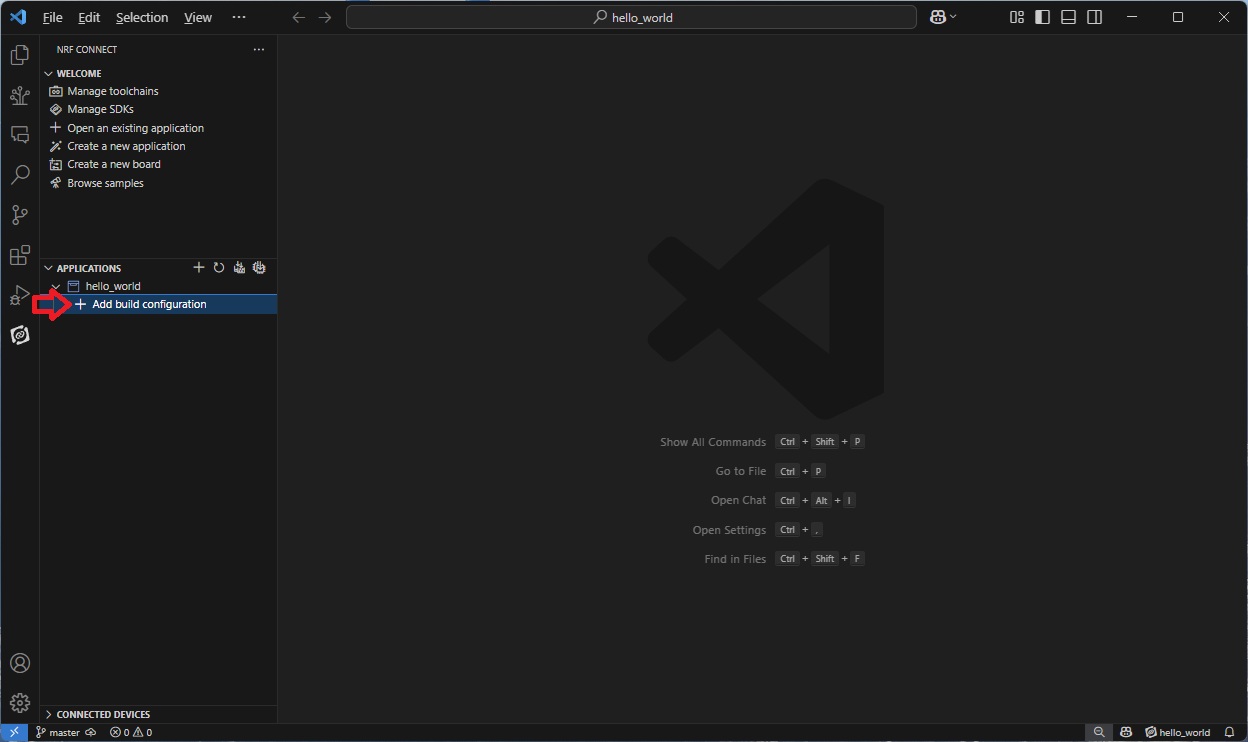 File Edit Selection View ···
hello_world
NRF CONNECT
WELCOME
Manage toolchains
Manage SDKs
Open an existing application
Create a new application
Create a new board
Browse samples
APPLICATIONS
hello_world
Add build configuration
Show All Commands Ctrl + Shift + P
Go to File Ctrl + P
Open Chat Ctrl + Alt + I
Open Settings Ctrl + ,
Find in Files Ctrl + Shift + F
CONNECTED DEVICES
master 0 0 hello_world